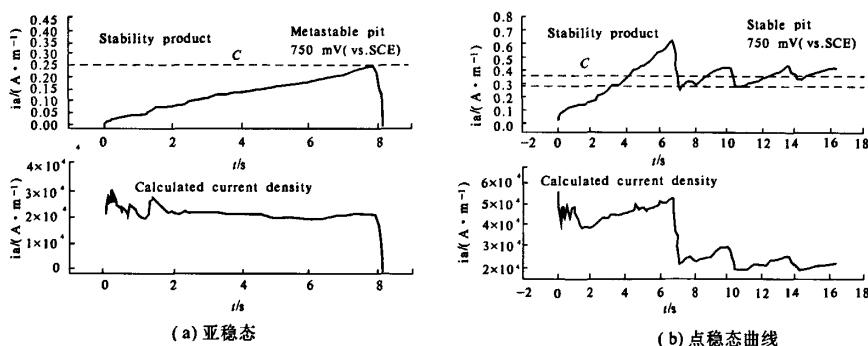 0.45
0.40
0.35
0.30
0.25
0.20
0.15
0.10
0.05
0.00
ia/(A·m⁻¹)
Stability product
Metastable pit
750 mV(vs.SCE)
C
0 2 4 6 8
t/s
4×10⁴
3×10⁴
2×10⁴
1×10⁴
0
ia/(A·m⁻¹)
Calculated current density
0 2 4 6 8
t/s
(a)亚稳态
0.8
0.7
0.6
0.5
0.4
0.3
0.2
0.1
0.0
ia/(A·m⁻¹)
Stability product
Stable pit
750 mV(vs.SCE)
C
-2 0 2 4 6 8 10 12 14 16 18
t/s
6×10⁴
5×10⁴
4×10⁴
3×10⁴
2×10⁴
ia/(A·m⁻¹)
Calculated current density
-2 0 2 4 6 8 10 12 14 16 18
t/s
(b)点稳态曲线